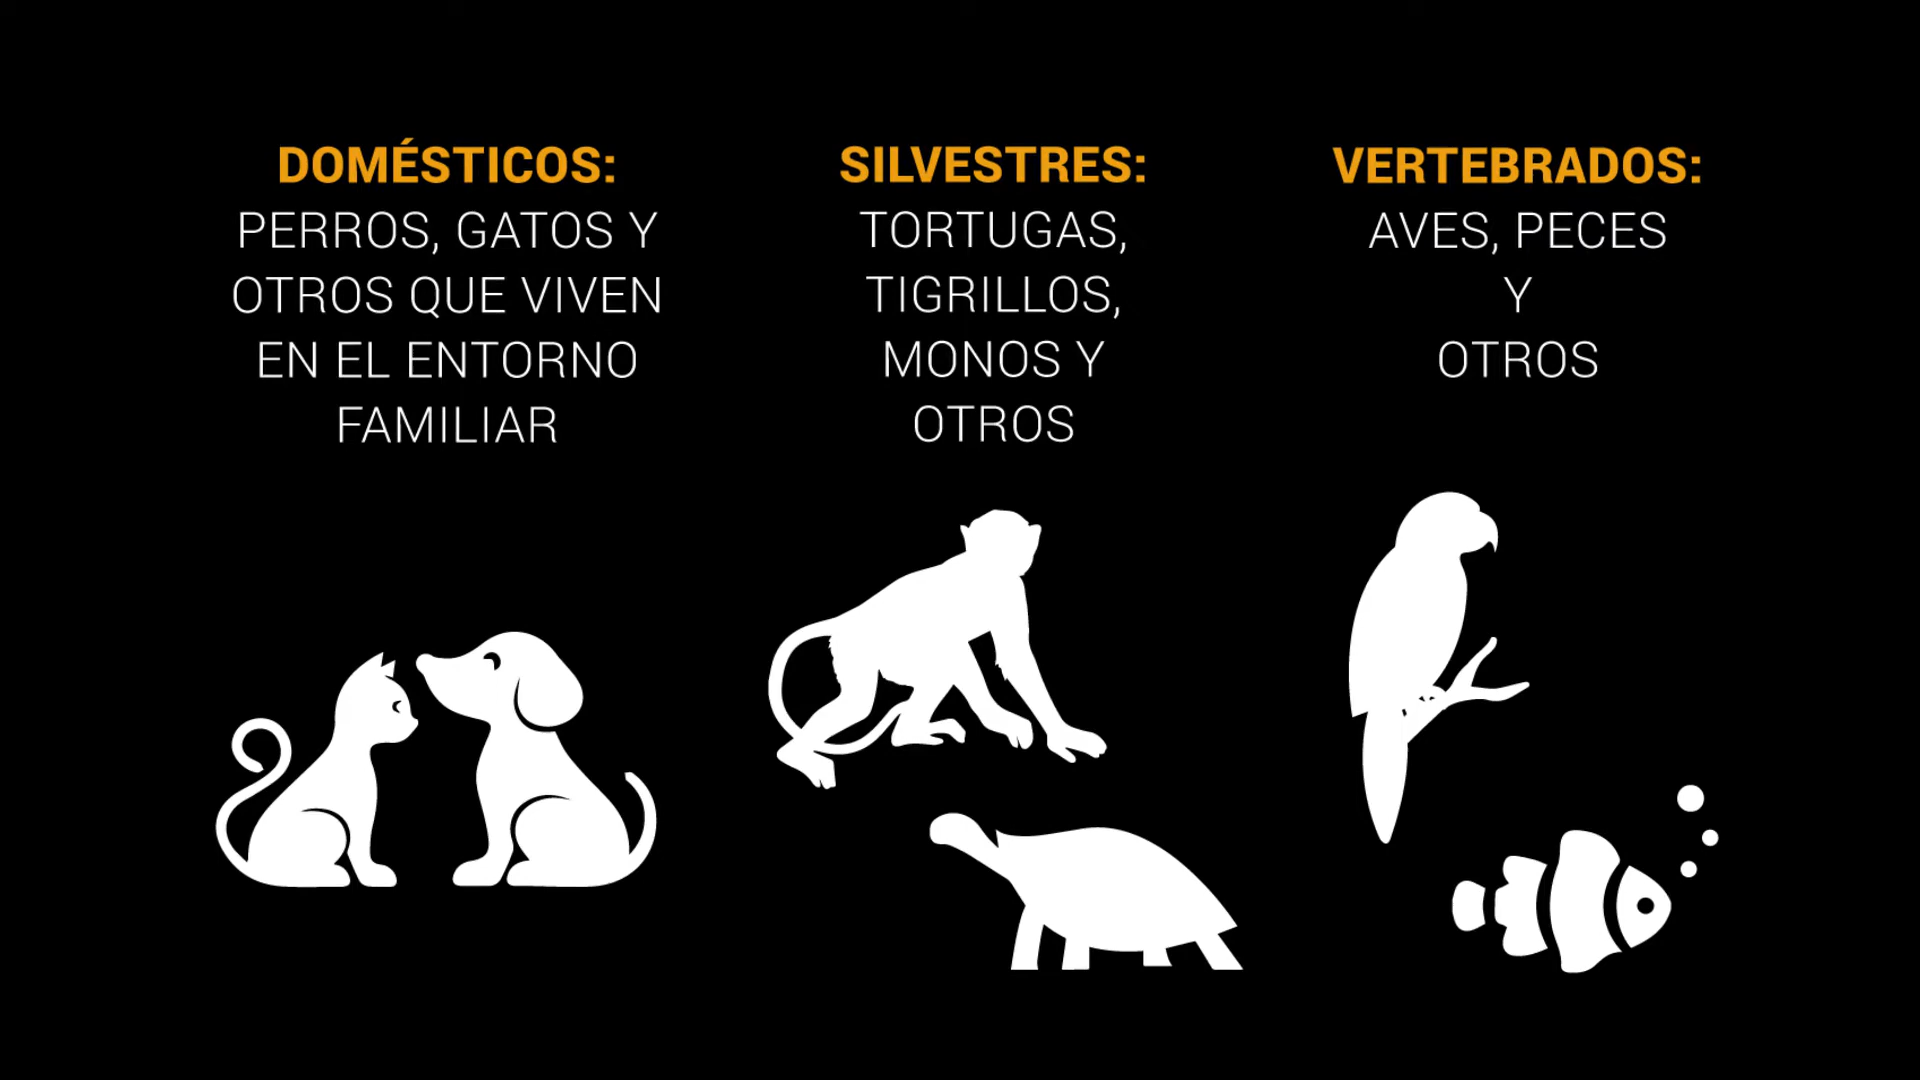 DOMÉSTICOS:
PERROS, GATOS Y
OTROS QUE VIVEN
EN EL ENTORNO
FAMILIAR
SILVESTRES:
TORTUGAS,
TIGRILLOS,
MONOS Y
OTROS
VERTEBRADOS:
AVES, PECES
Y
OTROS